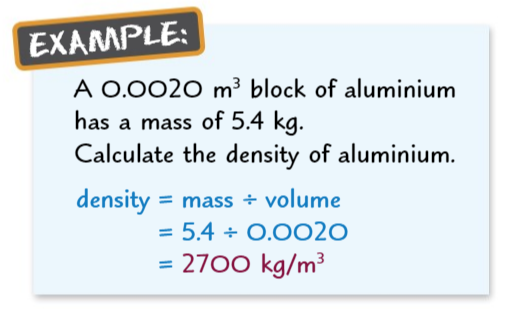 EXAMPLE:
A 0.0020 m³ block of aluminium
has a mass of 5.4 kg.
Calculate the density of aluminium.
density = mass ÷ volume
= 5.4 ÷ 0.0020
= 2700 kg/m³